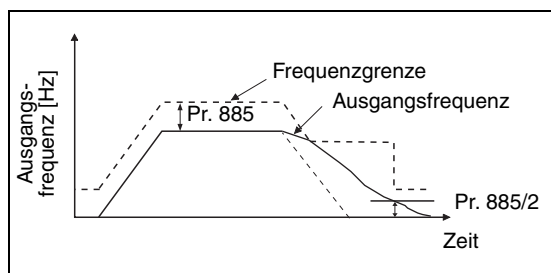 Ausgangs-
frequenz [Hz]
Frequenzgrenze
Pr. 885
Ausgangsfrequenz
Pr. 885/2
Zeit